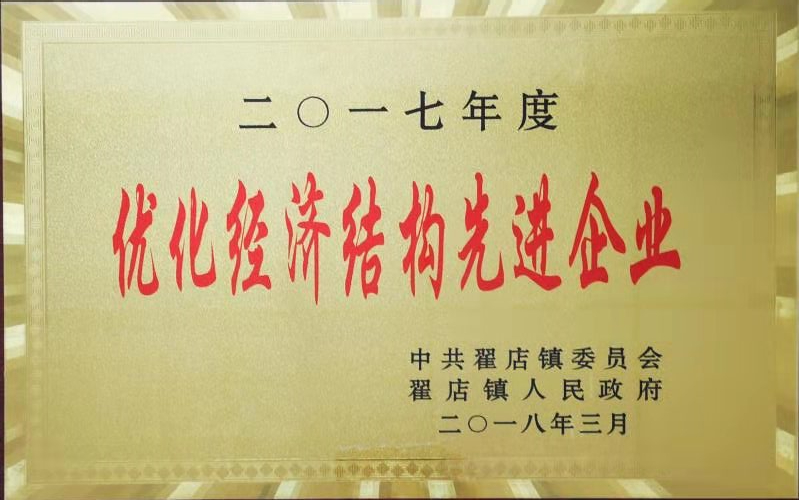 二〇一七年度
优化经济结构先进企业
中共翟店镇委员会
翟店镇人民政府
二〇一八年三月